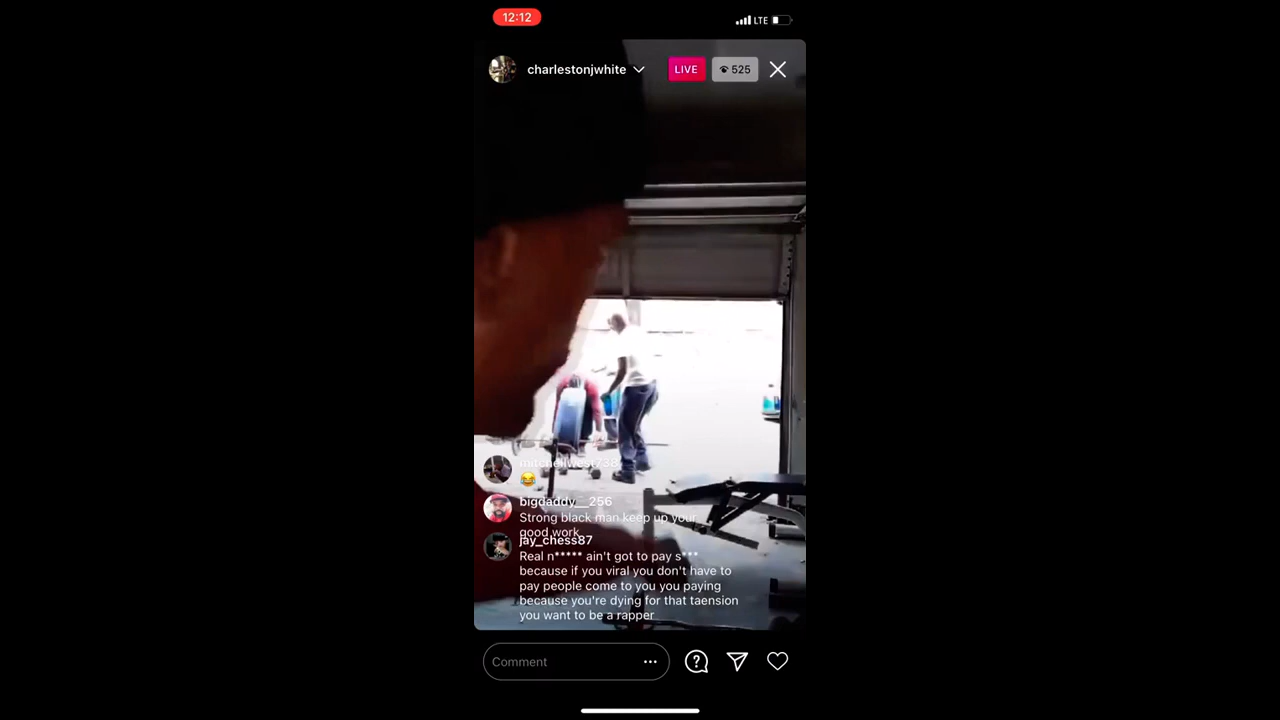 12:12
LTE
charlestonjwhite
LIVE
525
mitchellwest738
😂
bigdaddy__256
Strong black man keep up your
good work
jay_chess87
Real n***** ain't got to pay s***
because if you viral you don't have to
pay people come to you you paying
because you're dying for that taension
you want to be a rapper
Comment